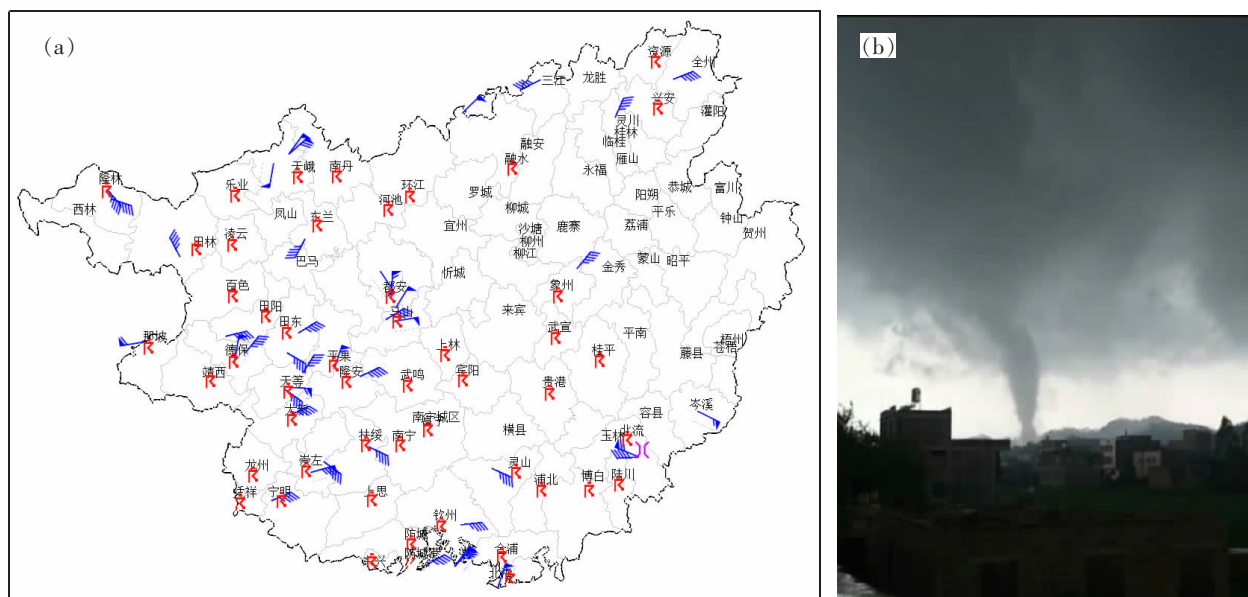 (a)
(b)
资源
全州
三江
龙胜
兴安
灌阳
灵川
桂林
临桂
融安
雁山
融水
永福
天峨
南丹
隆林
乐业
环江
河池
罗城
阳朔
恭城
富川
西林
凤山
东兰
柳城
平乐
钟山
宜州
沙塘
鹿寨
荔浦
贺州
柳州
柳江
田林
凌云
巴马
忻城
金秀
蒙山
昭平
百色
都安
象州
田阳
来宾
马山
田东
武宣
平南
梧州
苍梧
那坡
德保
平果
上林
桂平
藤县
靖西
天等
隆安
武鸣
宾阳
贵港
岑溪
容县
南宁城区
横县
玉林
北流
扶绥
南宁
龙州
崇左
灵山
陆川
凭祥
宁明
上思
浦北
博白
钦州
防城
合浦